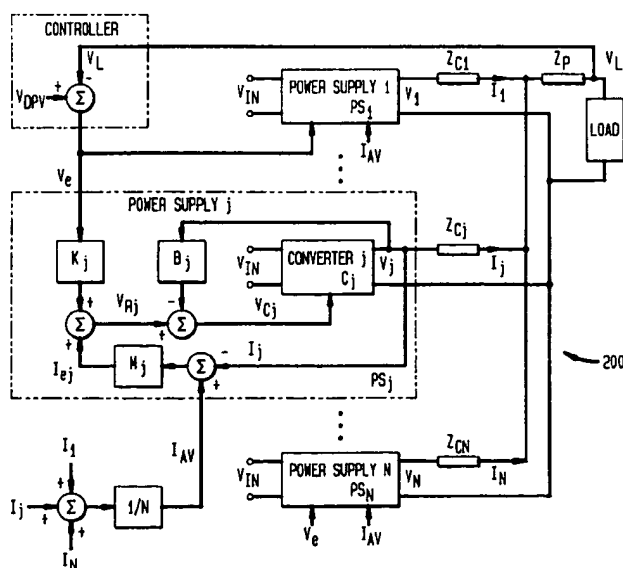 CONTROLLER
V_L
-
+
V_DPV
Σ
V_e
V_IN
POWER SUPPLY 1
PS_1
V_1
I_AV
Z_C1
I_1
Z_P
V_L
LOAD
POWER SUPPLY j
K_j
B_j
V_IN
CONVERTER j
C_j
V_j
Z_Cj
I_j
+
V_Rj
-
Σ
+
Σ
+
V_Cj
I_ej
M_j
Σ
-
+
I_j
PS_j
200
I_1
I_AV
+
I_j
+
Σ
1/N
+
I_N
V_IN
POWER SUPPLY N
PS_N
V_N
Z_CN
I_N
V_e
I_AV